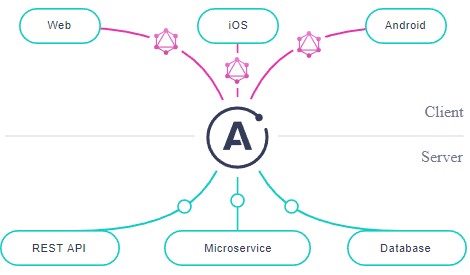 Web
iOS
Android
Client
A
Server
REST API
Microservice
Database